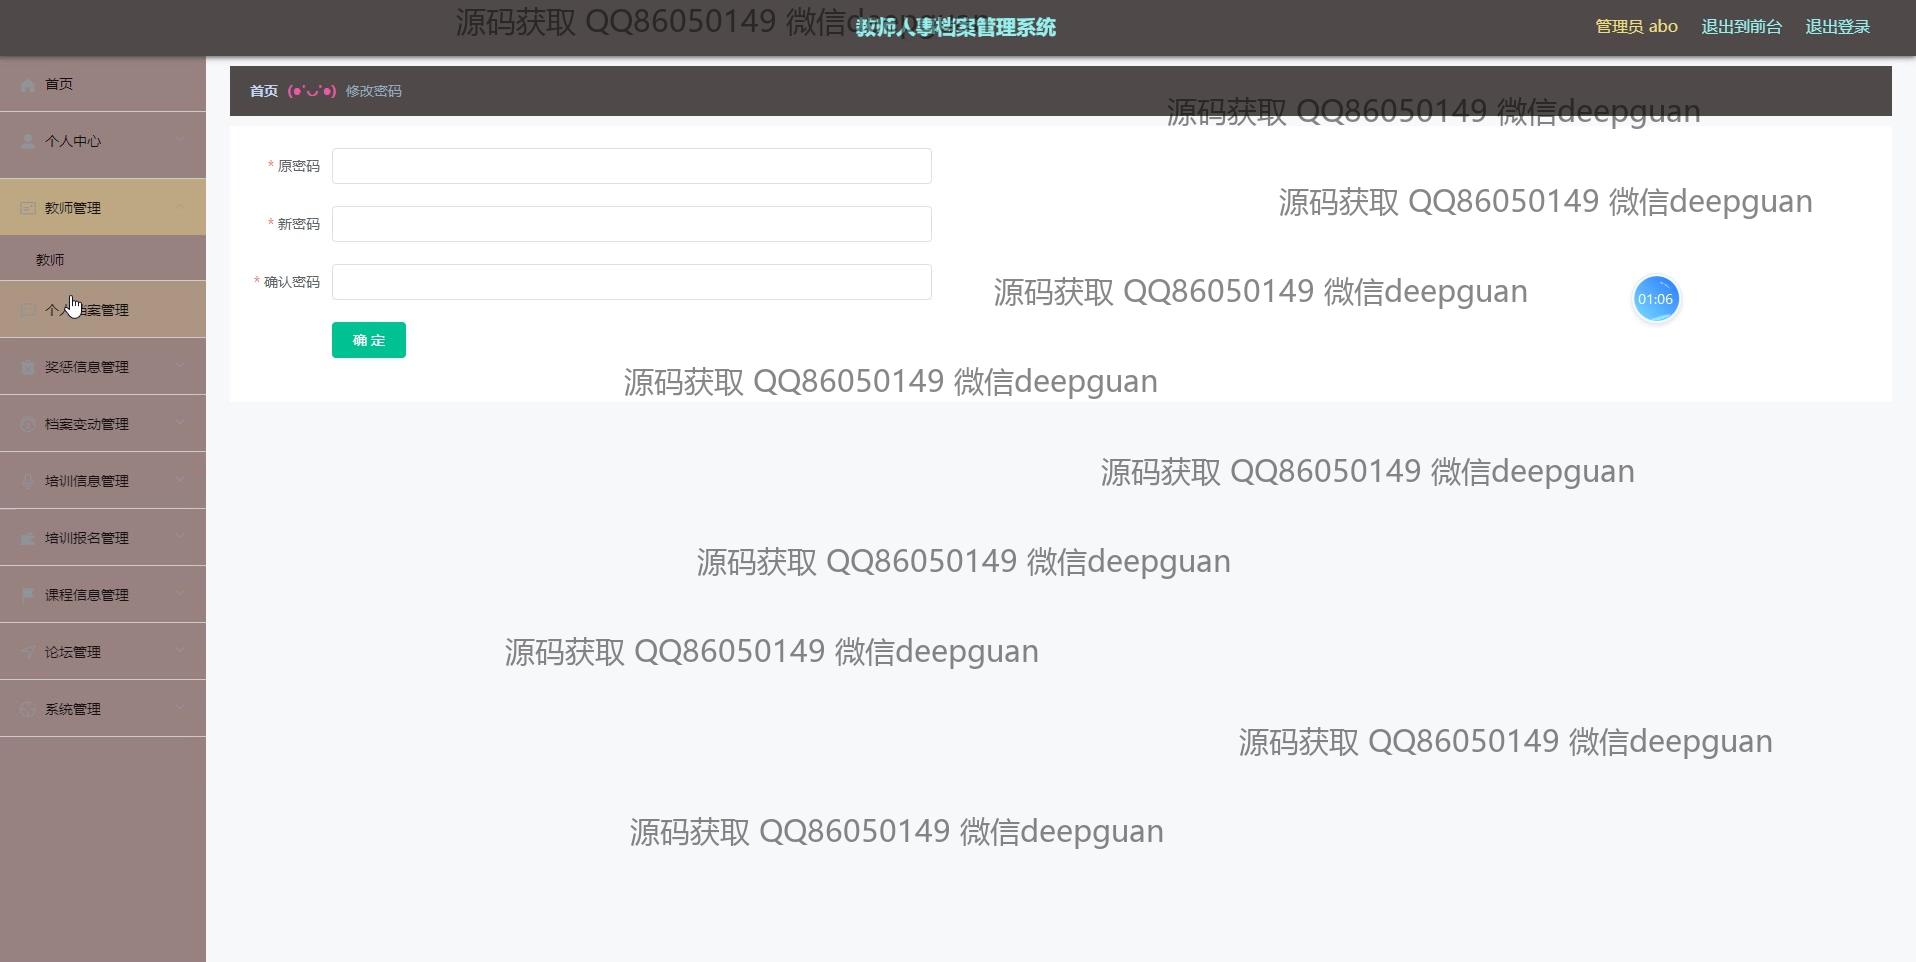 源码获取 QQ86050149 微信deepguan
教师人事档案管理系统
管理员 abo
退出到前台
退出登录
首页
个人中心
教师管理
教师
个人档案管理
奖惩信息管理
档案变动管理
培训信息管理
培训报名管理
课程信息管理
论坛管理
系统管理
首页 (●'◡'●) 修改密码
源码获取 QQ86050149 微信deepguan
* 原密码
源码获取 QQ86050149 微信deepguan
* 新密码
* 确认密码
源码获取 QQ86050149 微信deepguan
01:06
确 定
源码获取 QQ86050149 微信deepguan
源码获取 QQ86050149 微信deepguan
源码获取 QQ86050149 微信deepguan
源码获取 QQ86050149 微信deepguan
源码获取 QQ86050149 微信deepguan
源码获取 QQ86050149 微信deepguan